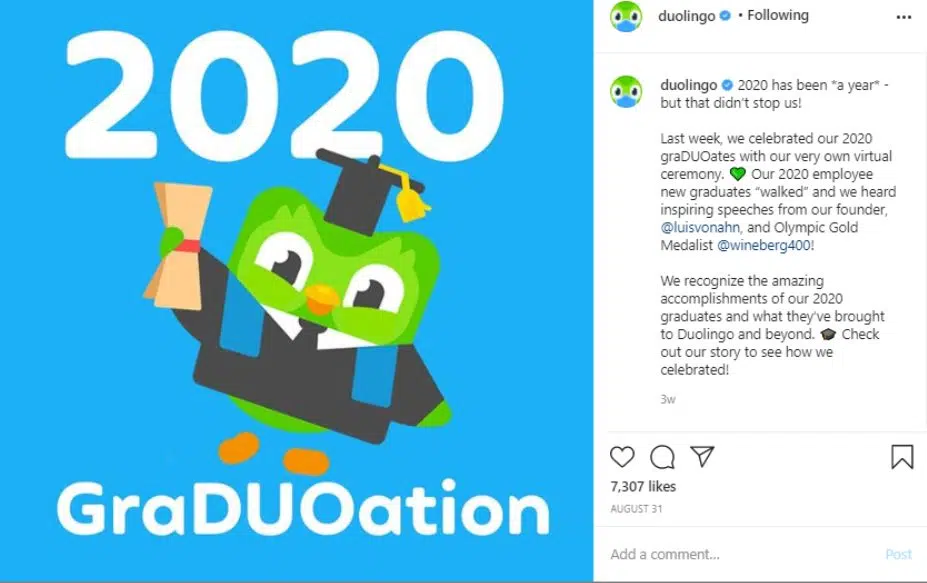 2020
GraDUOation
duolingo • Following
duolingo 2020 has been *a year* -
but that didn't stop us!
Last week, we celebrated our 2020
graDUOates with our very own virtual
ceremony. 💚 Our 2020 employee
new graduates “walked” and we heard
inspiring speeches from our founder,
@luisvonahn, and Olympic Gold
Medalist @wineberg400!
We recognize the amazing
accomplishments of our 2020
graduates and what they've brought
to Duolingo and beyond. 🎓 Check
out our story to see how we
celebrated!
3w
7,307 likes
AUGUST 31
Add a comment...
Post